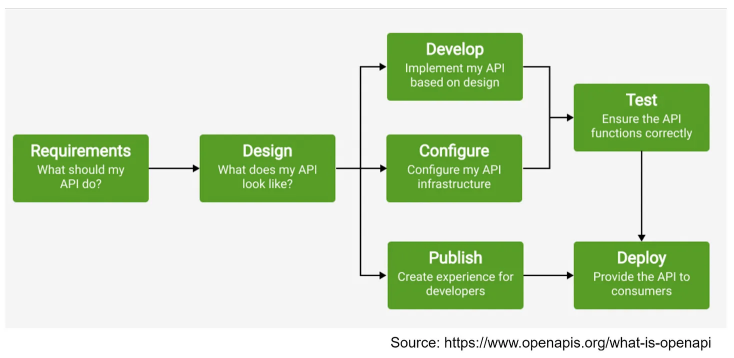 Requirements
What should my
API do?
Design
What does my API
look like?
Develop
Implement my API
based on design
Configure
Configure my API
infrastructure
Publish
Create experience for
developers
Test
Ensure the API
functions correctly
Deploy
Provide the API to
consumers
Source: https://www.openapis.org/what-is-openapi